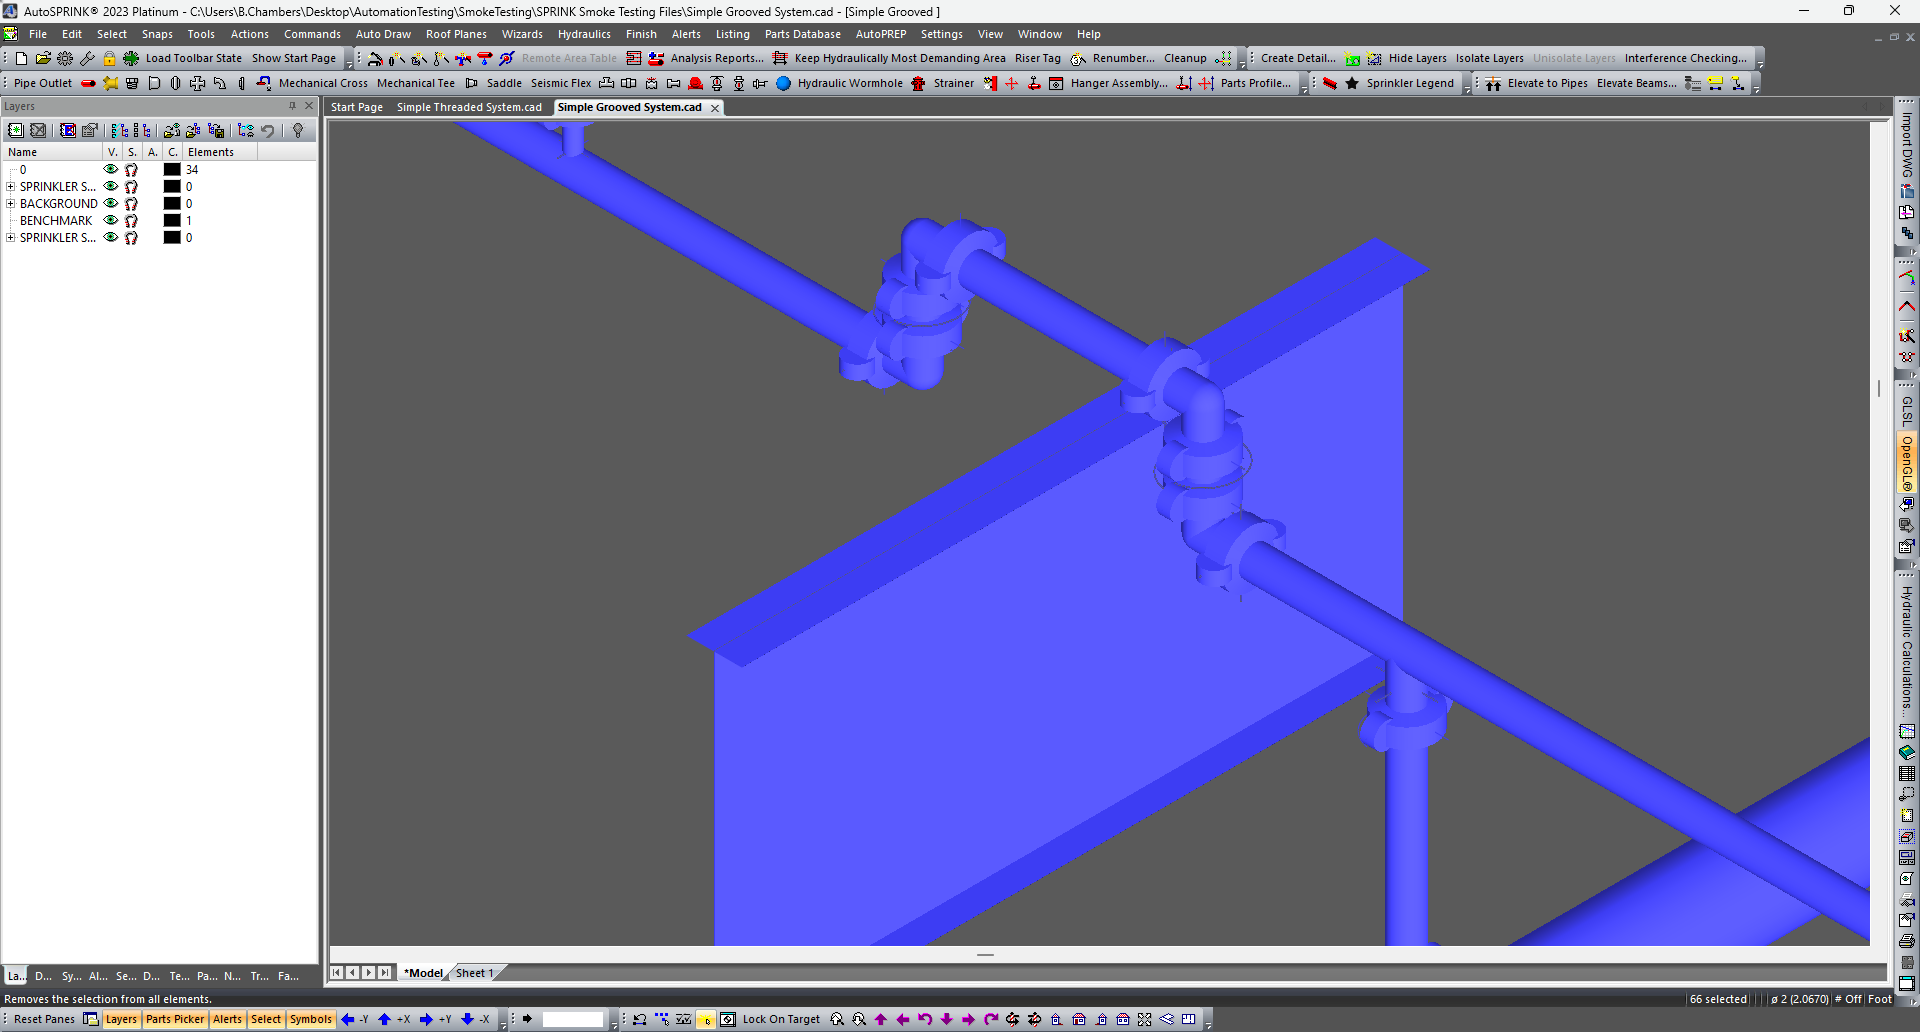 AutoSPRINK® 2023 Platinum - C:\Users\B.Chambers\Desktop\AutomationTesting\SmokeTesting\SPRINK Smoke Testing Files\Simple Grooved System.cad - [Simple Grooved ]
File Edit Select Snaps Tools Actions Commands Auto Draw Roof Planes Wizards Hydraulics Finish Alerts Listing Parts Database AutoPREP Settings View Window Help
Load Toolbar State Show Start Page Remote Area Table Analysis Reports... Keep Hydraulically Most Demanding Area Riser Tag Renumber... Cleanup Create Detail... Hide Layers Isolate Layers Unisolate Layers Interference Checking...
Pipe Outlet Mechanical Cross Mechanical Tee Saddle Seismic Flex Hydraulic Wormhole Strainer Hanger Assembly... Parts Profile... Sprinkler Legend Elevate to Pipes Elevate Beams...
Layers
Start Page Simple Threaded System.cad Simple Grooved System.cad
Name V. S. A. C. Elements
0 34
SPRINKLER S... 0
BACKGROUND 0
BENCHMARK 1
SPRINKLER S... 0
Import DWG
GLSL
OpenGL®
Hydraulic Calculations...
La... D... Sy... Al... Se... D... Te... Pa... N... Tr... Fa...
*Model Sheet 1
Removes the selection from all elements.
66 selected ø 2 (2.0670) # Off Foot
Reset Panes Layers Parts Picker Alerts Select Symbols -Y +X +Y -X Lock On Target